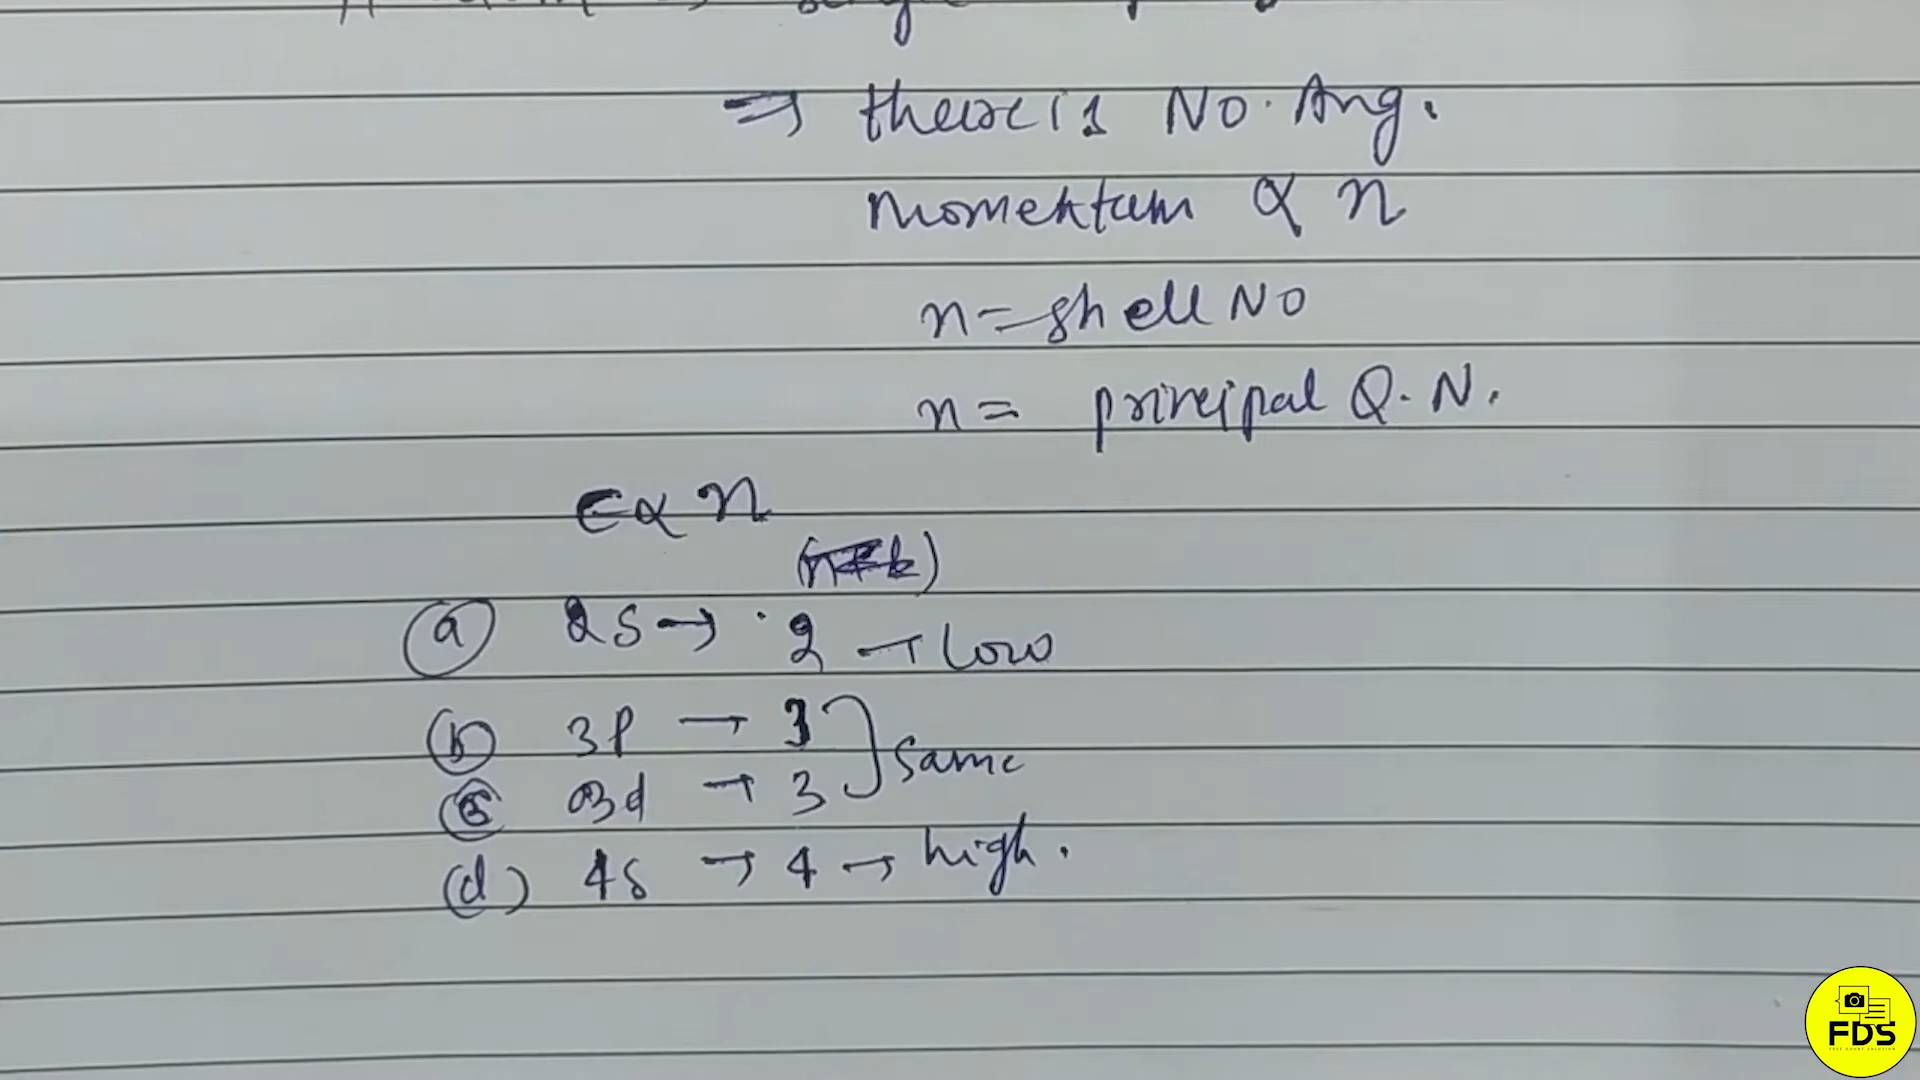 ⇒ there is No. Ang.
momentum ∝ n
n = shell NO
n = principal Q. N.
E ∝ n
(a) 2s → 2 → low
(b) 3p → 3
same
(c) 3d → 3
(d) 4s → 4 → high.
FDS